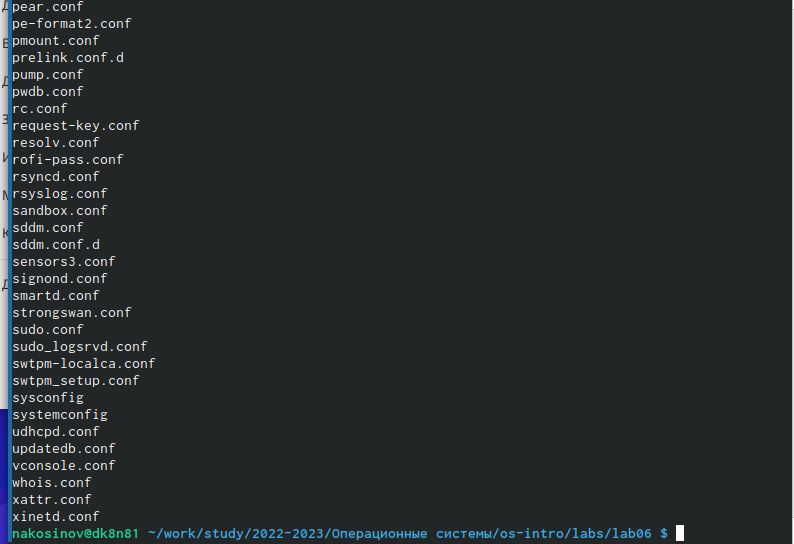 pear.conf
pe-format2.conf
pmount.conf
prelink.conf.d
pump.conf
pwdb.conf
rc.conf
request-key.conf
resolv.conf
rofi-pass.conf
rsyncd.conf
rsyslog.conf
sandbox.conf
sddm.conf
sddm.conf.d
sensors3.conf
signond.conf
smartd.conf
strongswan.conf
sudo.conf
sudo_logsrvd.conf
swtpm-localca.conf
swtpm_setup.conf
sysconfig
systemconfig
udhcpd.conf
updatedb.conf
vconsole.conf
whois.conf
xattr.conf
xinetd.conf
nakosinov@dk8n81 ~/work/study/2022-2023/Операционные системы/os-intro/labs/lab06 $